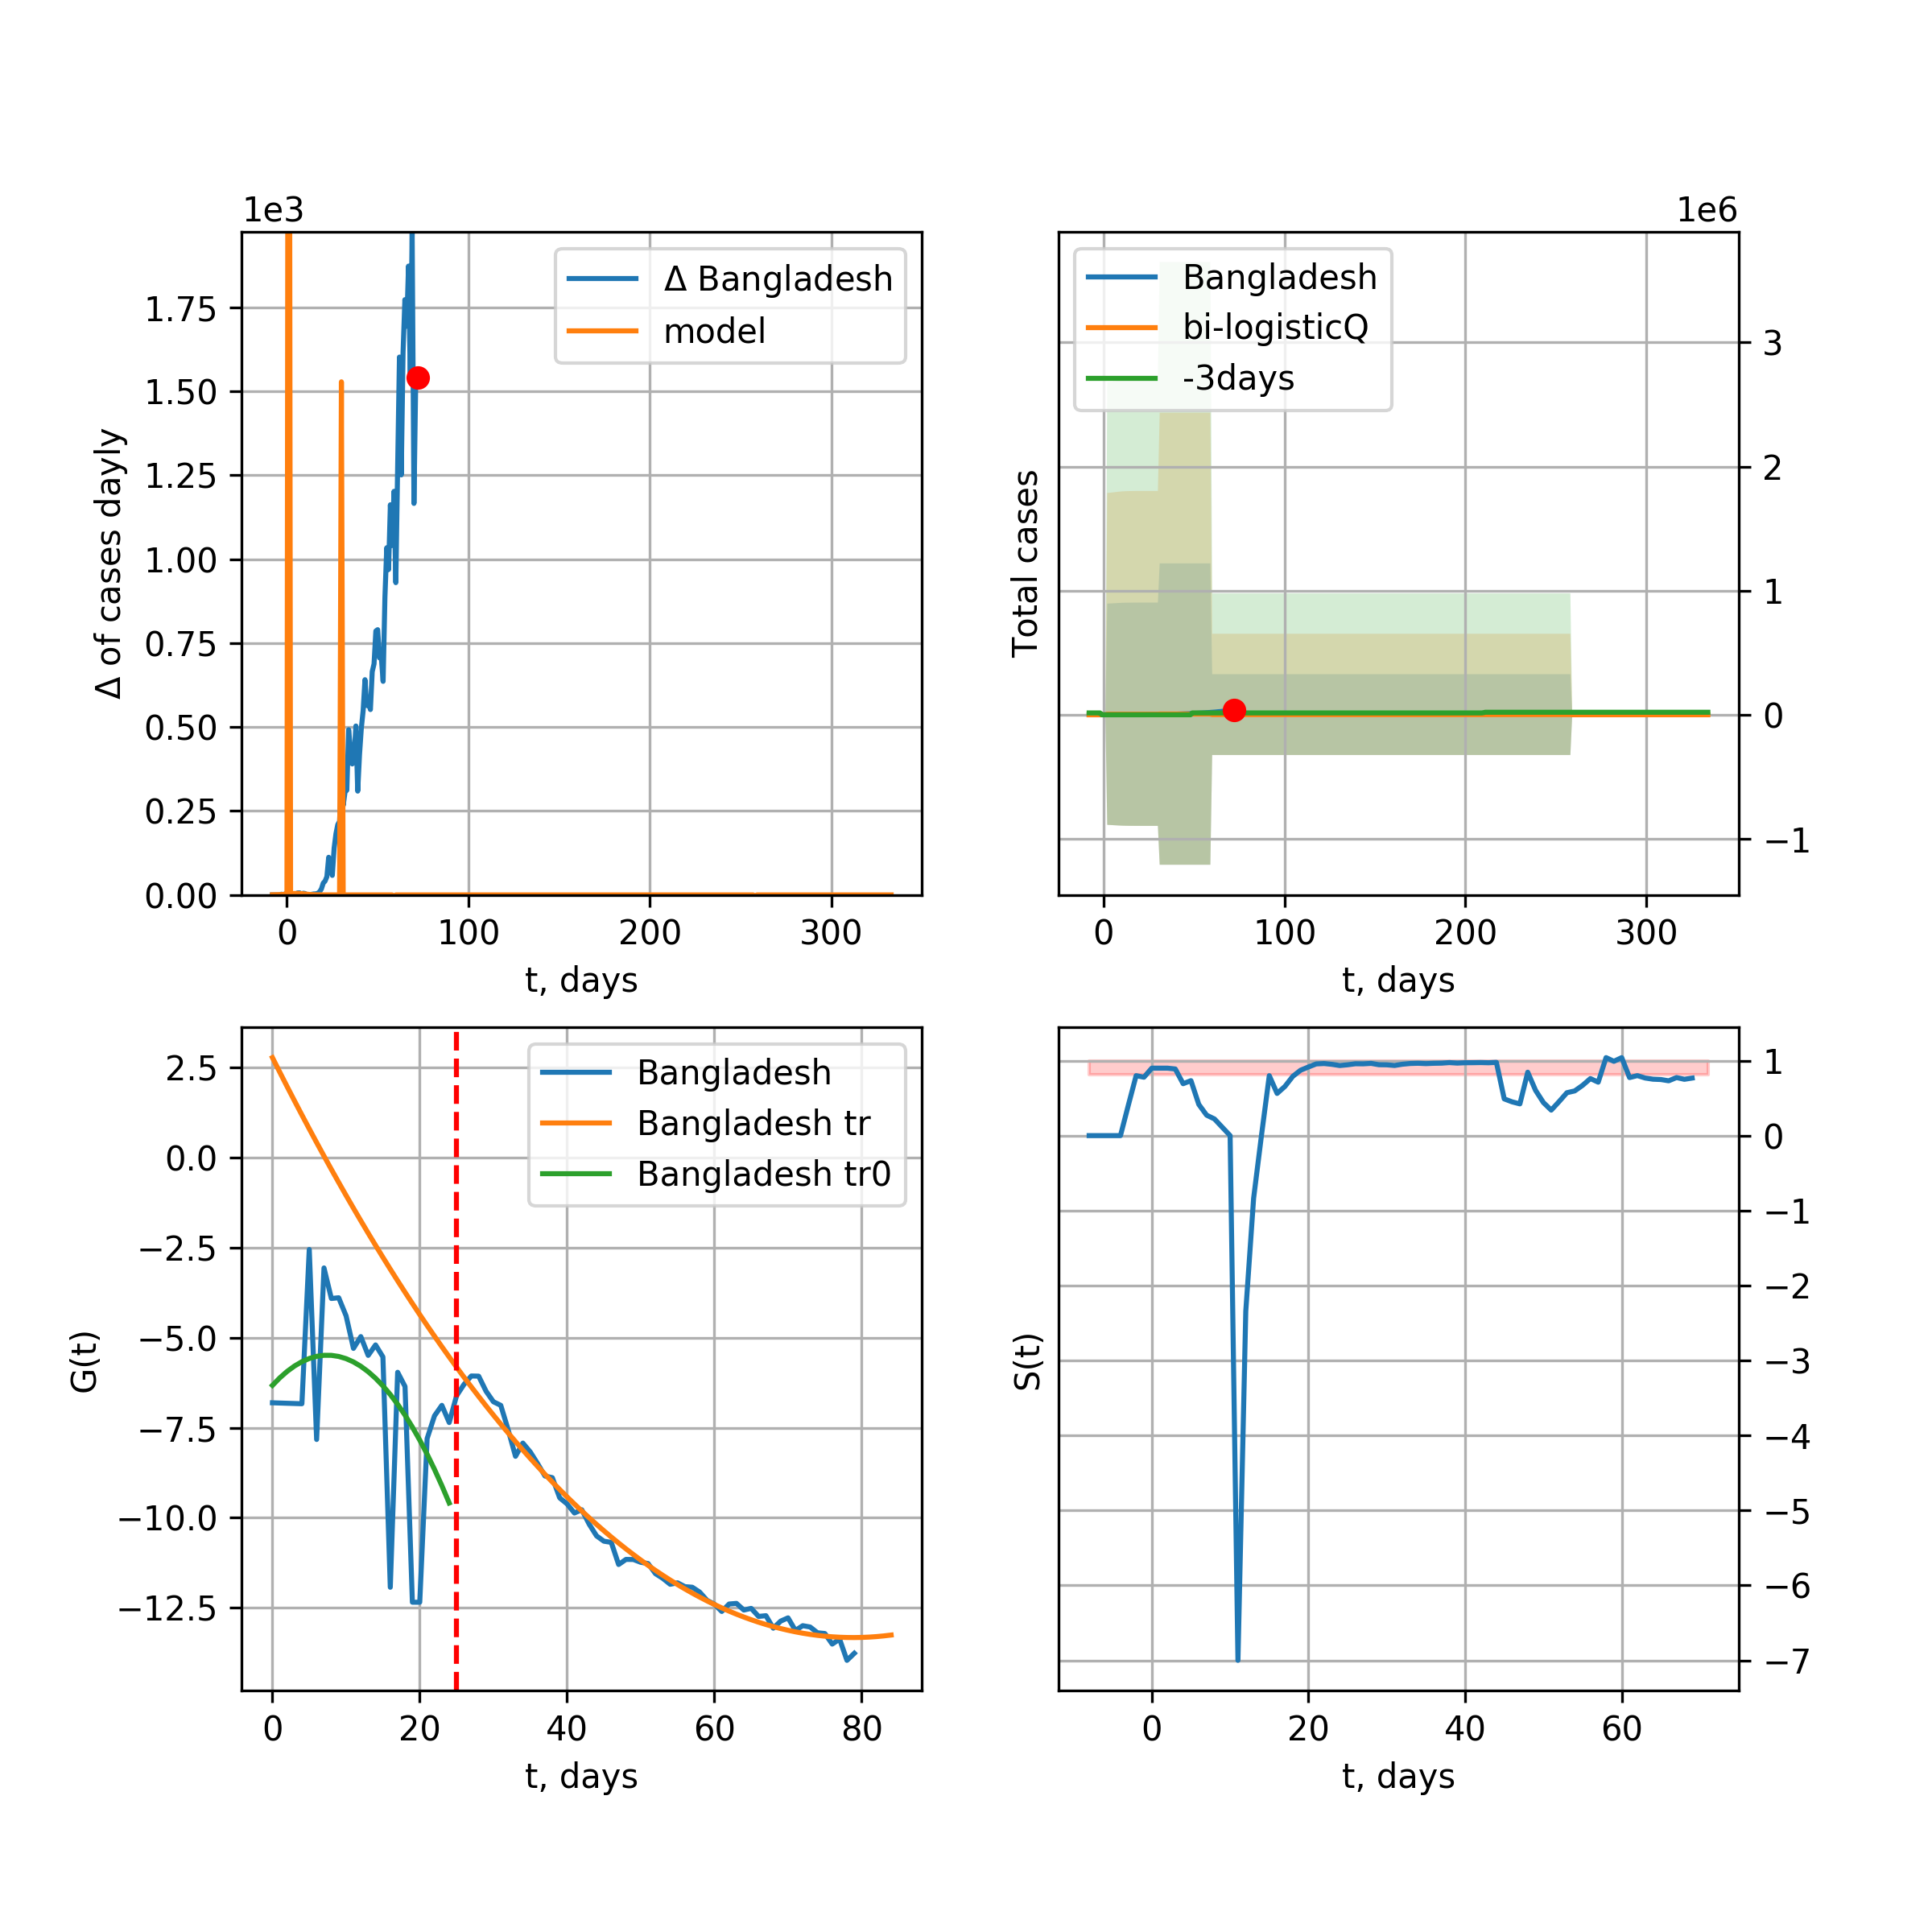 1e3
Δ of cases dayly
1.75
1.50
1.25
1.00
0.75
0.50
0.25
0.00
Δ Bangladesh
model
0 100 200 300
t, days
1e6
Total cases
Bangladesh
bi-logisticQ
-3days
3
2
1
0
−1
0 100 200 300
t, days
G(t)
2.5
0.0
−2.5
−5.0
−7.5
−10.0
−12.5
Bangladesh
Bangladesh tr
Bangladesh tr0
0 20 40 60 80
t, days
S(t)
1
0
−1
−2
−3
−4
−5
−6
−7
0 20 40 60
t, days